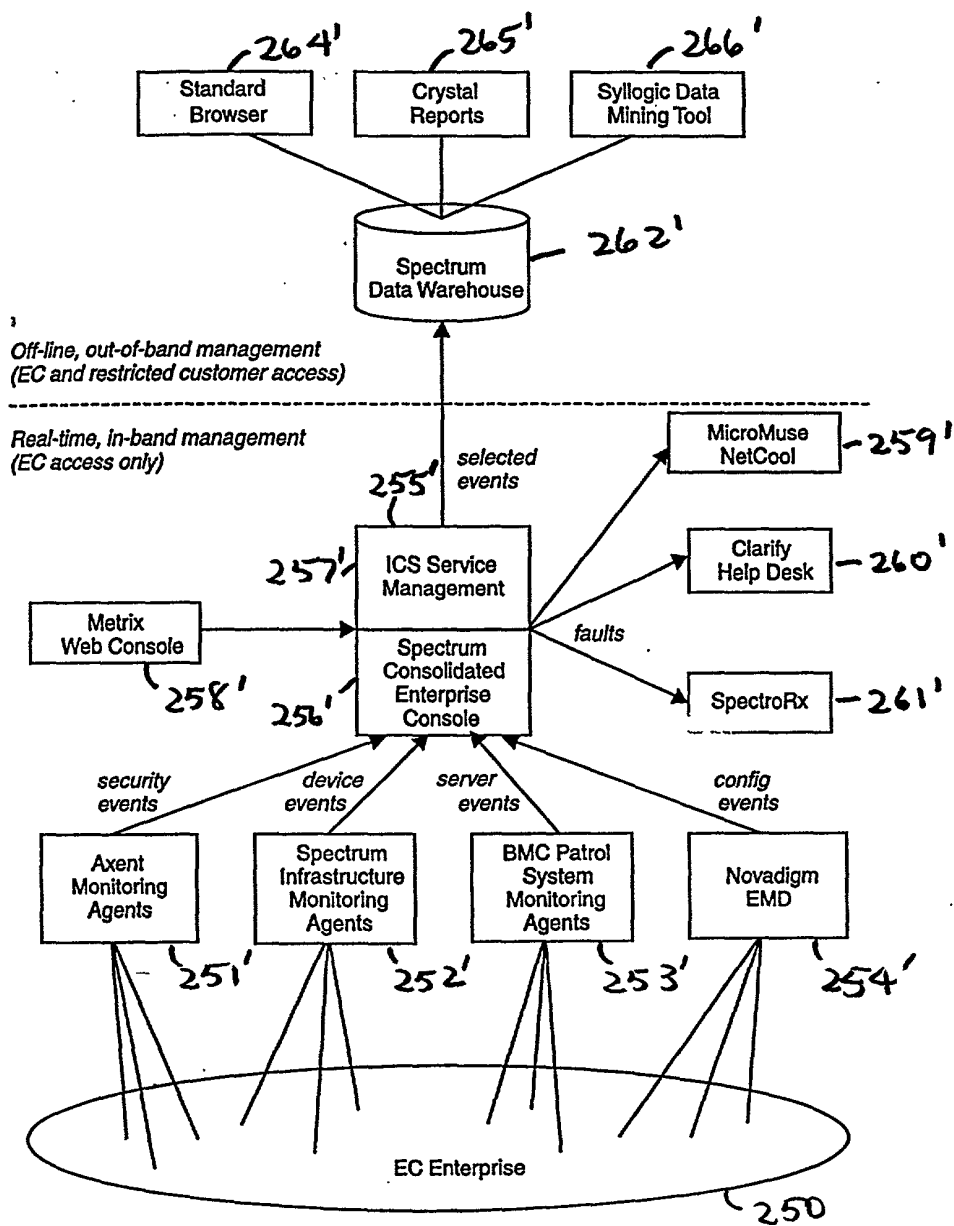 264'
265'
266'
Standard
Browser
Crystal
Reports
Syllogic Data
Mining Tool
262'
Spectrum
Data Warehouse
Off-line, out-of-band management
(EC and restricted customer access)
Real-time, in-band management
(EC access only)
selected
events
MicroMuse
NetCool
259'
255'
257'
ICS Service
Management
Clarify
Help Desk
260'
Metrix
Web Console
258'
faults
256'
Spectrum
Consolidated
Enterprise
Console
SpectroRx
261'
security
events
device
events
server
events
config
events
Axent
Monitoring
Agents
Spectrum
Infrastructure
Monitoring
Agents
BMC Patrol
System
Monitoring
Agents
Novadigm
EMD
251'
252'
253'
254'
EC Enterprise
250